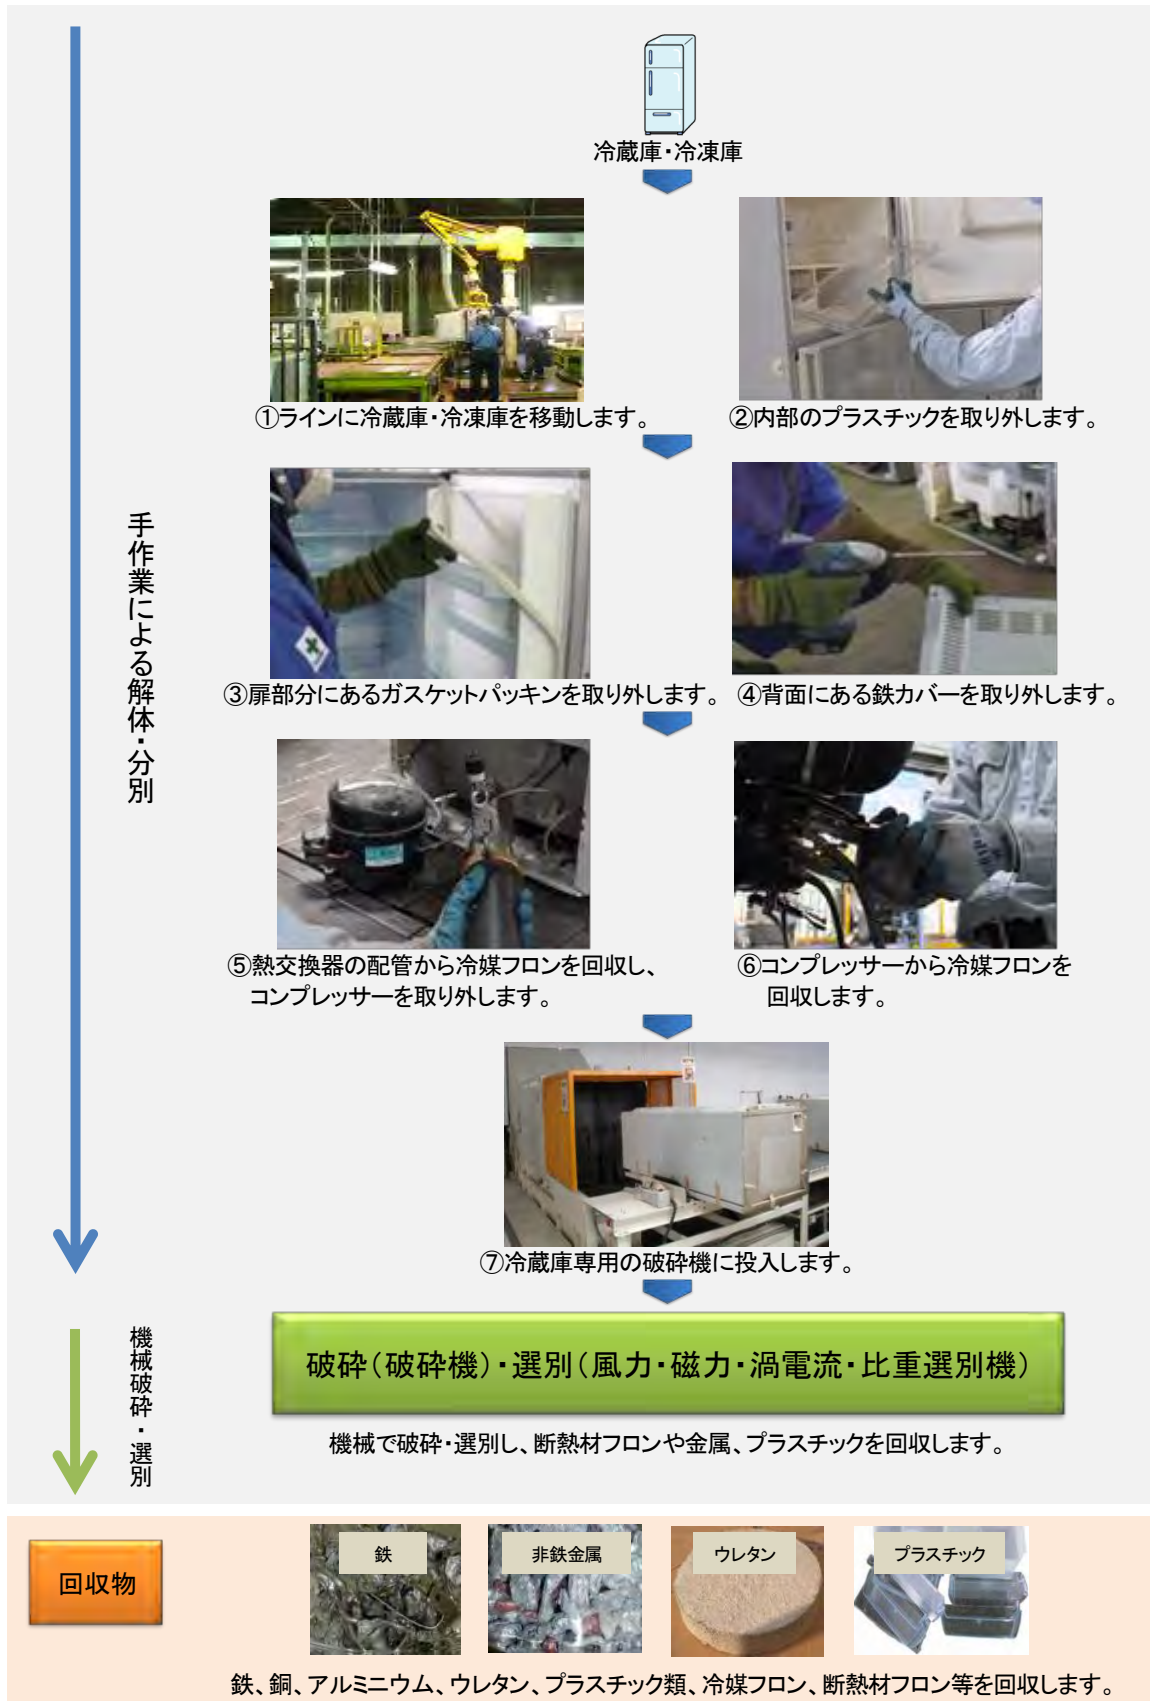 冷蔵庫・冷凍庫
①ラインに冷蔵庫・冷凍庫を移動します。
②内部のプラスチックを取り外します。
③扉部分にあるガスケットパッキンを取り外します。
④背面にある鉄カバーを取り外します。
手作業による解体・分別
⑤熱交換器の配管から冷媒フロンを回収し、
コンプレッサーを取り外します。
⑥コンプレッサーから冷媒フロンを
回収します。
⑦冷蔵庫専用の破砕機に投入します。
機械破砕・選別
破砕(破砕機)・選別(風力・磁力・渦電流・比重選別機)
機械で破砕・選別し、断熱材フロンや金属、プラスチックを回収します。
回収物
鉄
非鉄金属
ウレタン
プラスチック
鉄、銅、アルミニウム、ウレタン、プラスチック類、冷媒フロン、断熱材フロン等を回収します。